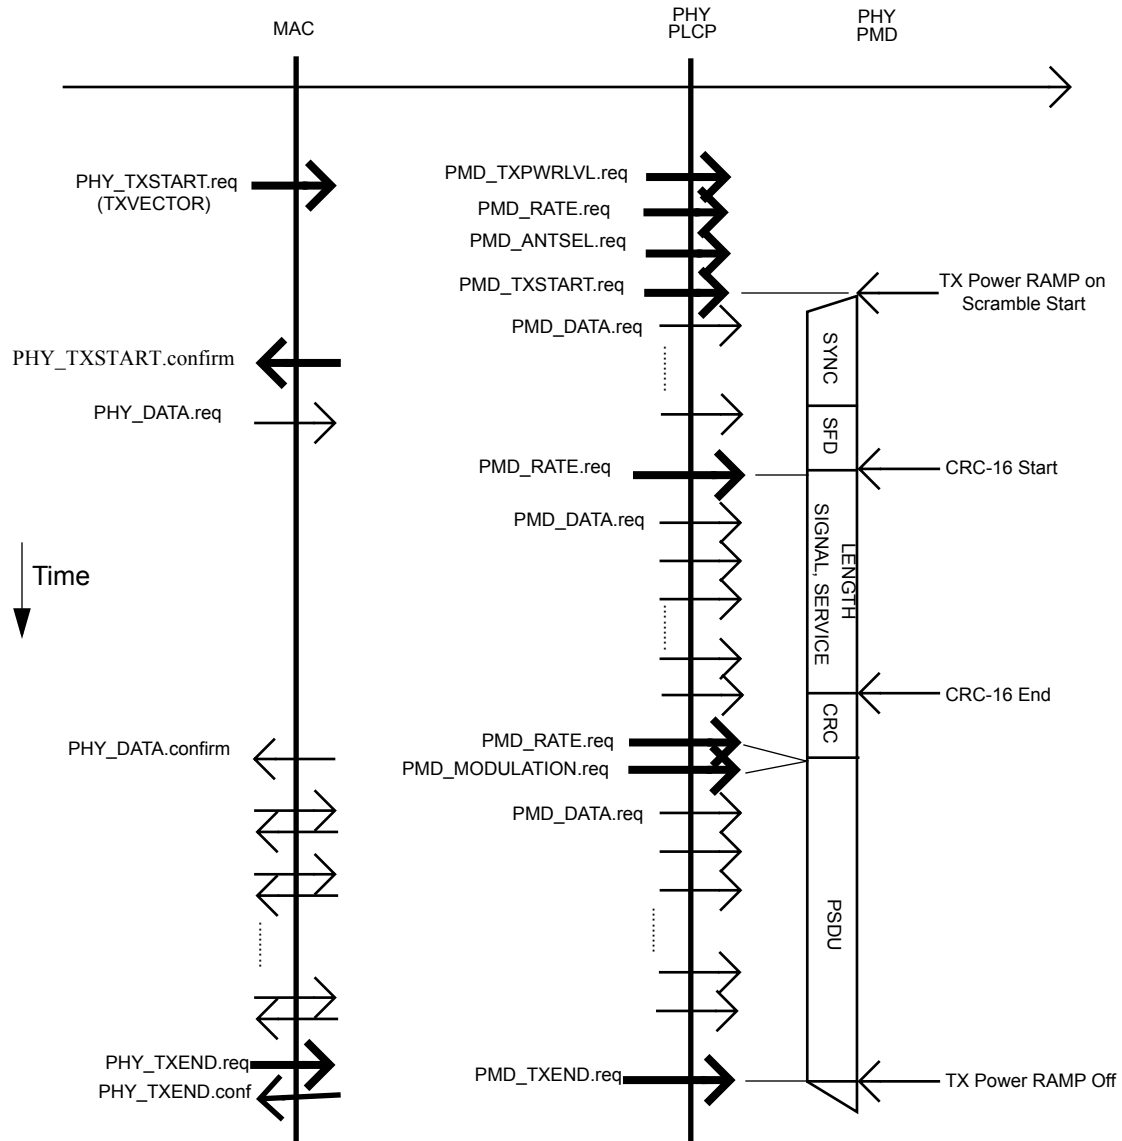 MAC
PHY
PLCP
PHY
PMD
PHY_TXSTART.req
(TXVECTOR)
PMD_TXPWRLVL.req
PMD_RATE.req
PMD_ANTSEL.req
PMD_TXSTART.req
TX Power RAMP on
Scramble Start
PMD_DATA.req
SYNC
PHY_TXSTART.confirm
PHY_DATA.req
SFD
PMD_RATE.req
CRC-16 Start
PMD_DATA.req
LENGTH
SIGNAL, SERVICE
Time
CRC-16 End
CRC
PHY_DATA.confirm
PMD_RATE.req
PMD_MODULATION.req
PMD_DATA.req
PSDU
PHY_TXEND.req
PHY_TXEND.conf
PMD_TXEND.req
TX Power RAMP Off